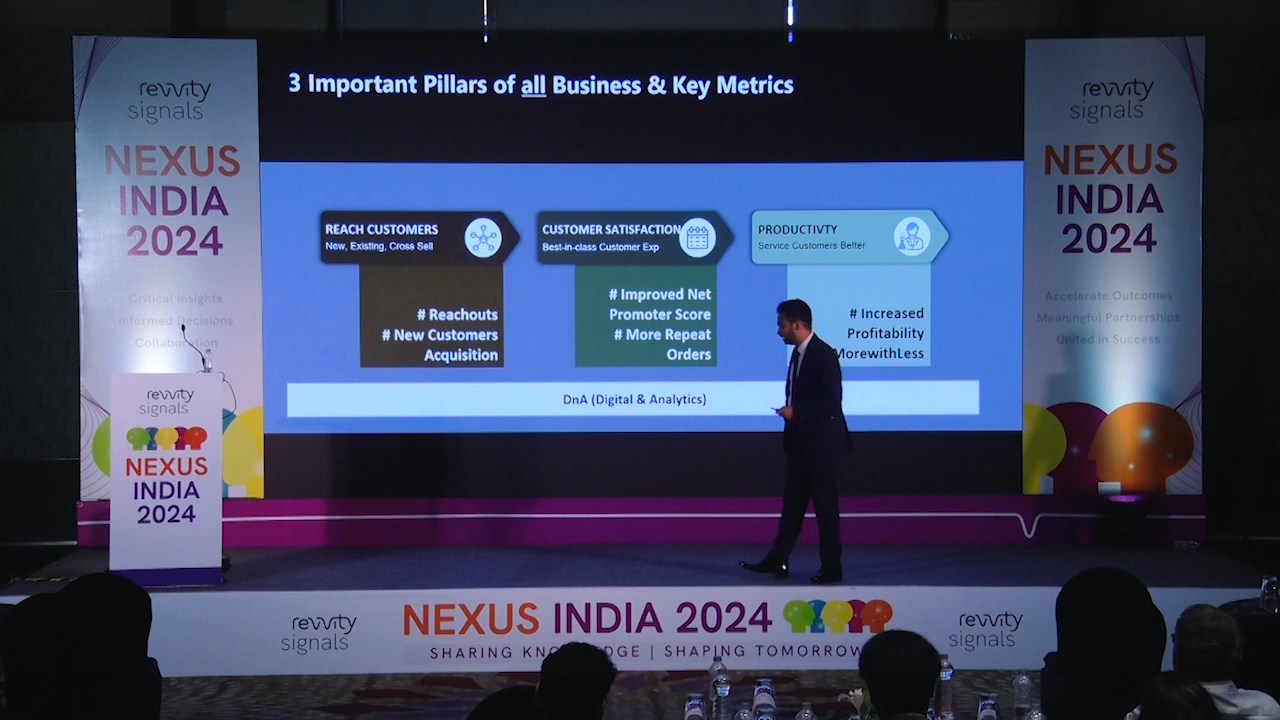 3 Important Pillars of all Business & Key Metrics
REACH CUSTOMERS
New, Existing, Cross Sell
# Reachouts
# New Customers
Acquisition
CUSTOMER SATISFACTION
Best-in-class Customer Exp
# Improved Net
Promoter Score
# More Repeat
Orders
PRODUCTIVTY
Service Customers Better
# Increased
Profitability
MorewithLess
DnA (Digital & Analytics)
revvity
signals
NEXUS
INDIA
2024
Critical Insights
Informed Decisions
Collaboration
revvity
signals
NEXUS
INDIA
2024
Accelerate Outcomes
Meaningful Partnerships
United in Success
revvity
signals
NEXUS
INDIA
2024
revvity
signals
NEXUS INDIA 2024
SHARING KNOWLEDGE | SHAPING TOMORROW
revvity
signals